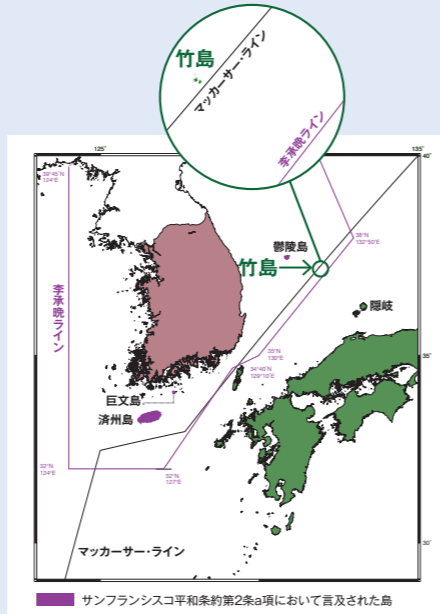 竹島
マッカーサー・ライン
李承晩ライン
125°
135°
40°
39°45'N
124°E
38°N
132°50'E
鬱陵島
竹島
隠岐
李承晩ライン
35°N
130°E
35°
34°40'N
129°10'E
巨文島
済州島
32°N
124°E
32°N
127°E
30°
マッカーサー・ライン
サンフランシスコ平和条約第2条a項において言及された島